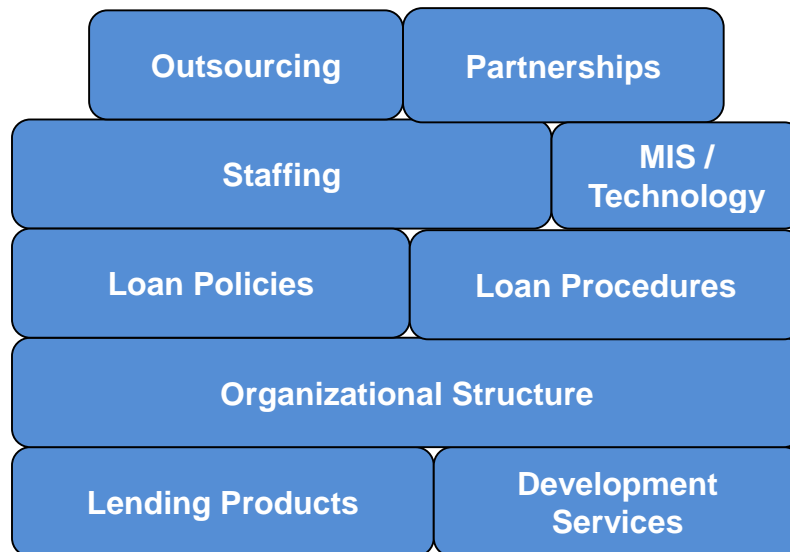 Outsourcing
Partnerships
Staffing
MIS /
Technology
Loan Policies
Loan Procedures
Organizational Structure
Lending Products
Development
Services